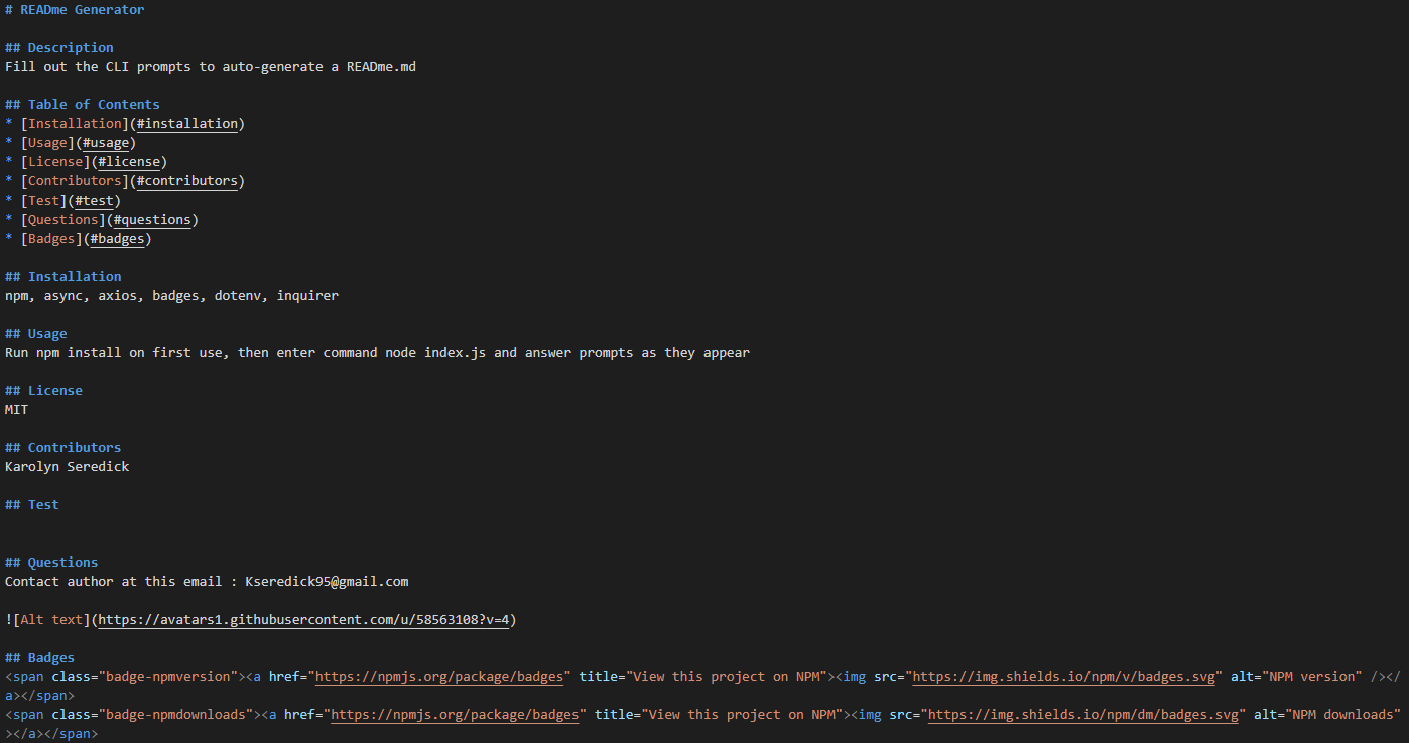 # READme Generator
## Description
Fill out the CLI prompts to auto-generate a READme.md
## Table of Contents
* [Installation](#installation)
* [Usage](#usage)
* [License](#license)
* [Contributors](#contributors)
* [Test](#test)
* [Questions](#questions)
* [Badges](#badges)
## Installation
npm, async, axios, badges, dotenv, inquirer
## Usage
Run npm install on first use, then enter command node index.js and answer prompts as they appear
## License
MIT
## Contributors
Karolyn Seredick
## Test
## Questions
Contact author at this email : Kseredick95@gmail.com
![Alt text](https://avatars1.githubusercontent.com/u/58563108?v=4)
## Badges
<span class="badge-npmversion"><a href="https://npmjs.org/package/badges" title="View this project on NPM"><img src="https://img.shields.io/npm/v/badges.svg" alt="NPM version" /></
a></span>
<span class="badge-npmdownloads"><a href="https://npmjs.org/package/badges" title="View this project on NPM"><img src="https://img.shields.io/npm/dm/badges.svg" alt="NPM downloads"
></a></span>